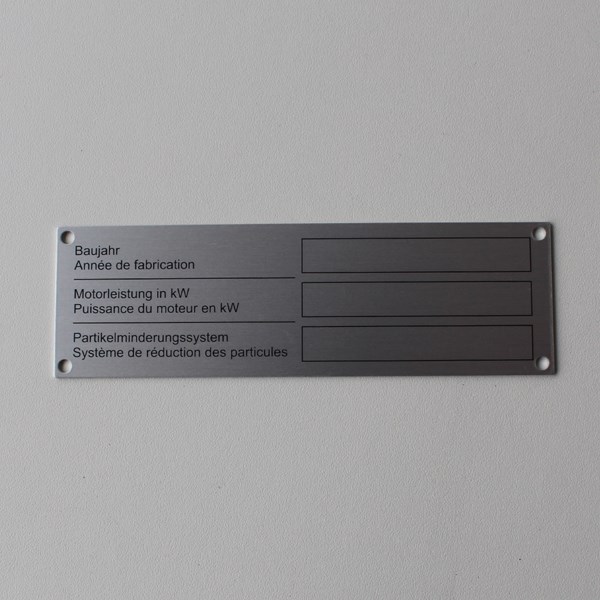 Baujahr
Année de fabrication
Motorleistung in kW
Puissance du moteur en kW
Partikelminderungssystem
Système de réduction des particules